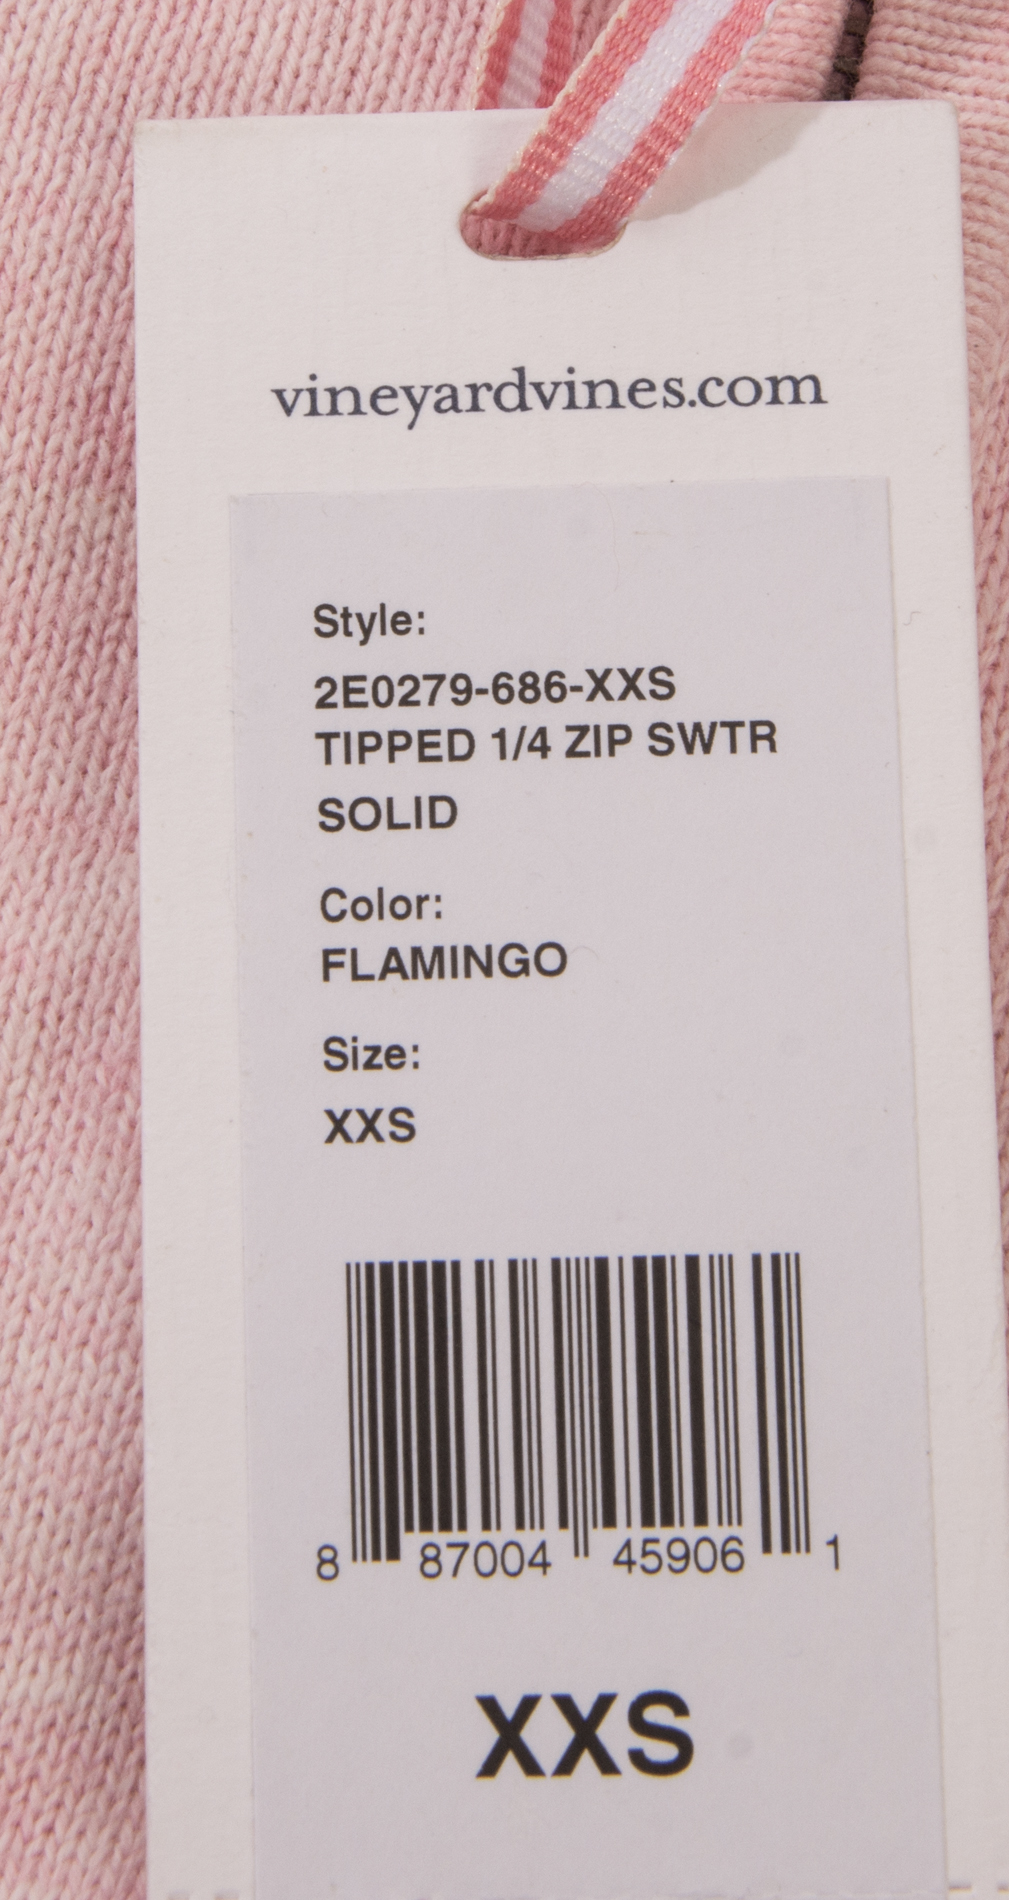 vineyardvines.com
Style:
2E0279-686-XXS
TIPPED 1/4 ZIP SWTR
SOLID
Color:
FLAMINGO
Size:
XXS
8 87004 45906 1
XXS